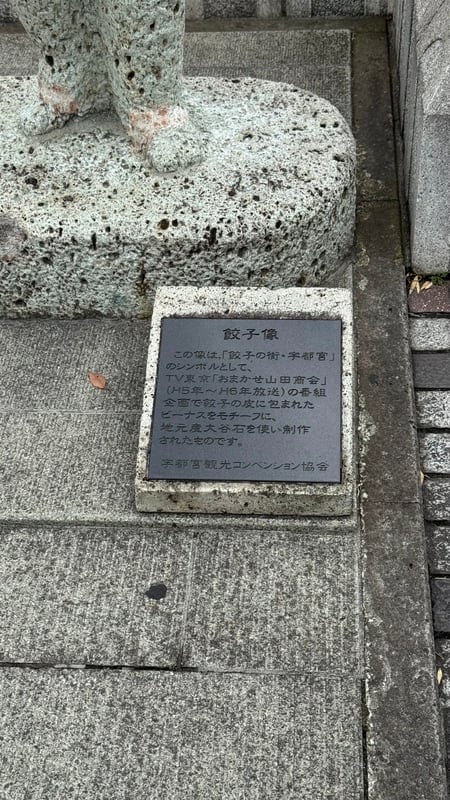 餃子像
この像は、「餃子の街・宇都宮」
のシンボルとして、
TV東京「おまかせ山田商会」
(H5年～H6年放送)の番組
企画で餃子の皮に包まれた
ビーナスをモチーフに、
地元産大谷石を使い制作
されたものです。
宇都宮観光コンベンション協会